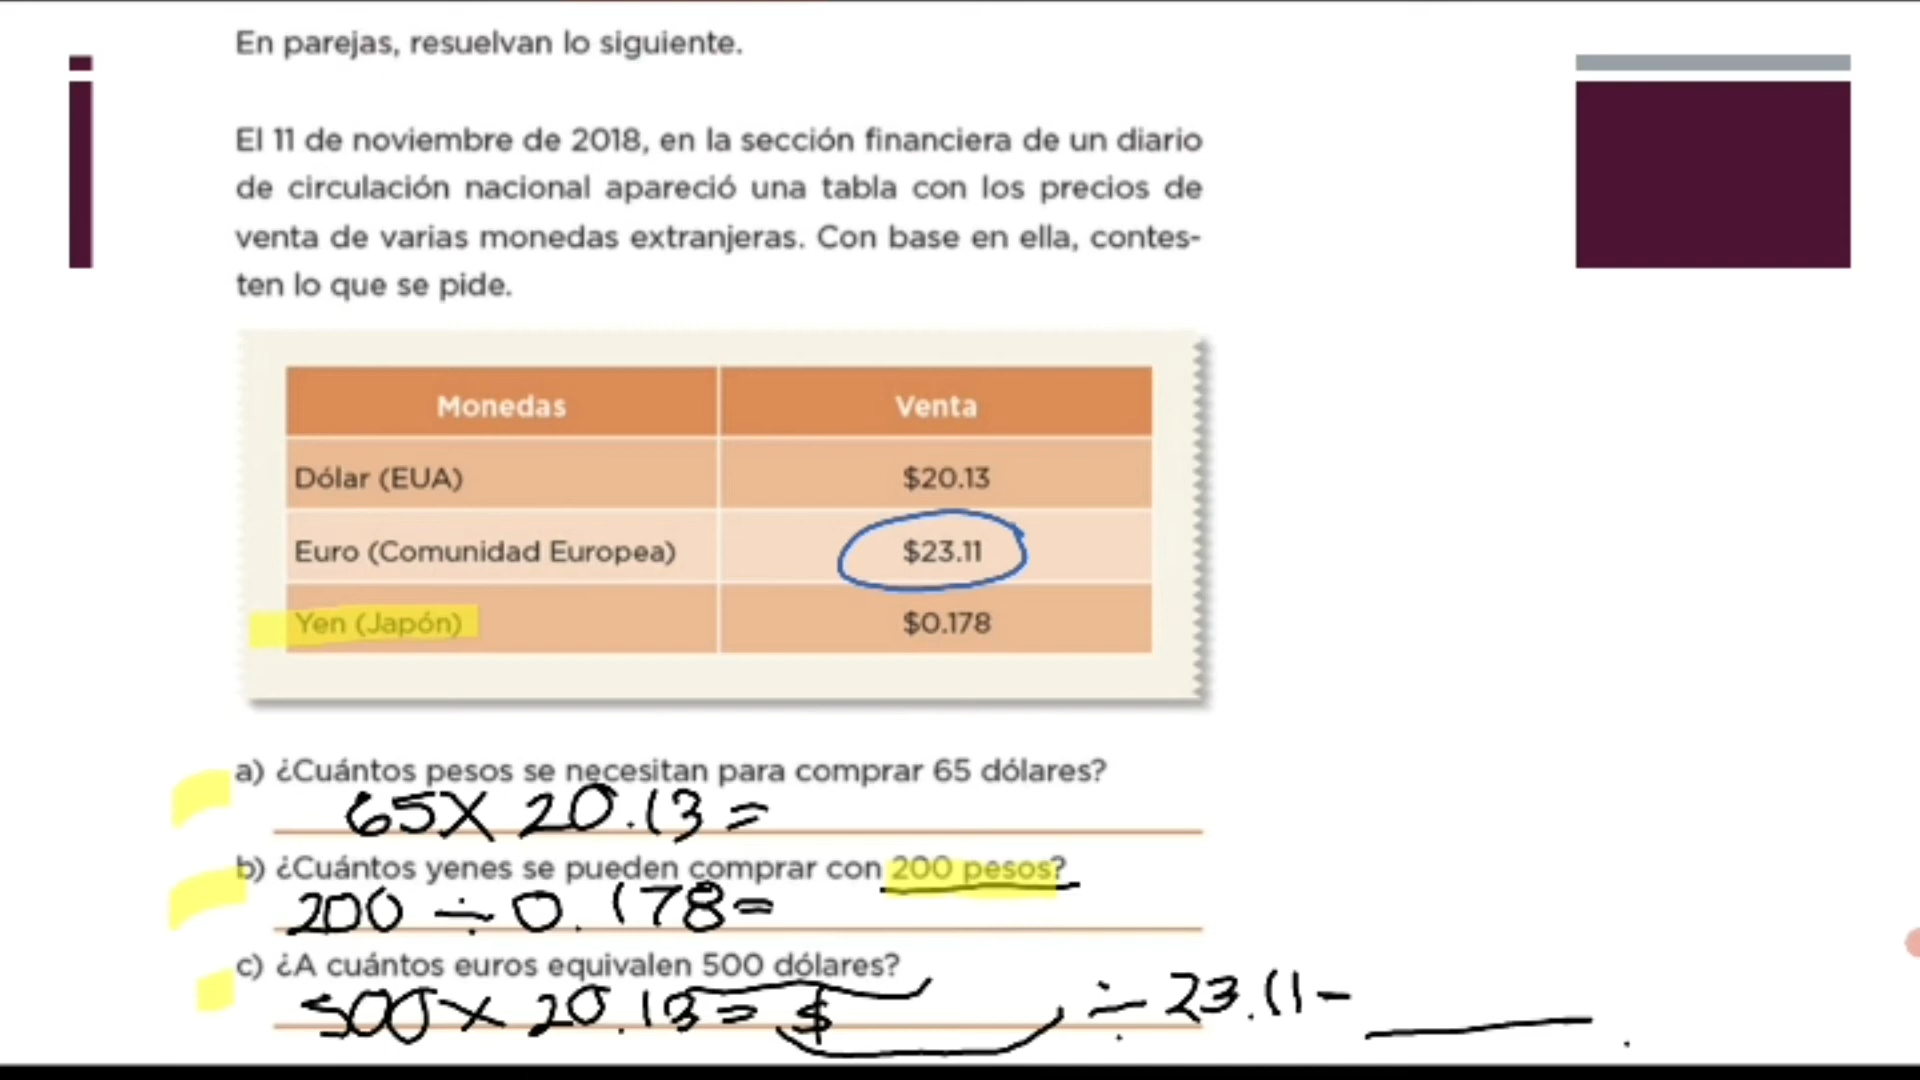 En parejas, resuelvan lo siguiente.
El 11 de noviembre de 2018, en la sección financiera de un diario
de circulación nacional apareció una tabla con los precios de
venta de varias monedas extranjeras. Con base en ella, contes-
ten lo que se pide.
Monedas Venta
Dólar (EUA) $20.13
Euro (Comunidad Europea) $23.11
Yen (Japón) $0.178
a) ¿Cuántos pesos se necesitan para comprar 65 dólares?
65 X 20.13 =
b) ¿Cuántos yenes se pueden comprar con 200 pesos?
200 ÷ 0.178 =
c) ¿A cuántos euros equivalen 500 dólares?
500 x 20.13 = $ ÷ 23.11 -